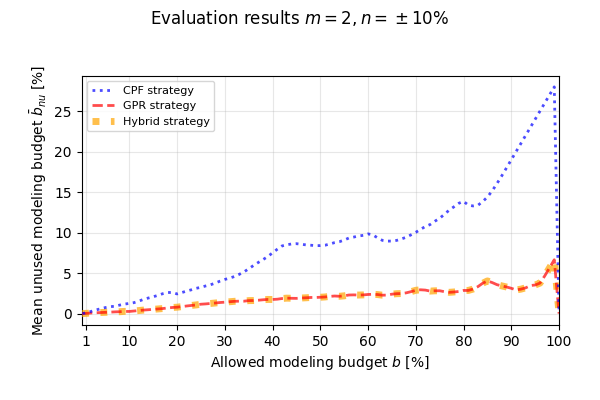 Evaluation results m = 2, n = ±10%
Mean unused modeling budget b̄nu [%]
25
20
15
10
5
0
CPF strategy
GPR strategy
Hybrid strategy
1 10 20 30 40 50 60 70 80 90 100
Allowed modeling budget b [%]